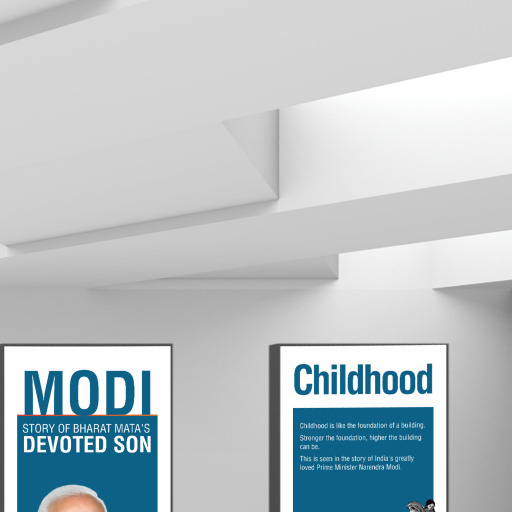 MODI
STORY OF BHARAT MATA'S
DEVOTED SON
Childhood
Childhood is like the foundation of a building.
Stronger the foundation, higher the building
can be.
This is seen in the story of India's greatly
loved Prime Minister Narendra Modi.